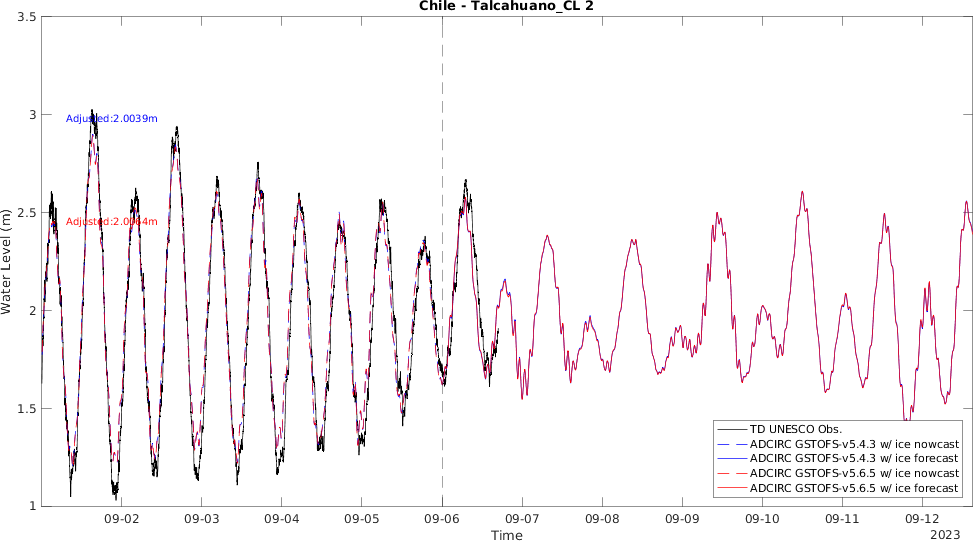 Chile - Talcahuano_CL 2
3.5
3
2.5
2
1.5
1
Water Level (m)
Adjusted:2.0039m
Adjusted:2.0064m
TD UNESCO Obs.
ADCIRC GSTOFS-v5.4.3 w/ ice nowcast
ADCIRC GSTOFS-v5.4.3 w/ ice forecast
ADCIRC GSTOFS-v5.6.5 w/ ice nowcast
ADCIRC GSTOFS-v5.6.5 w/ ice forecast
09-02 09-03 09-04 09-05 09-06 09-07 09-08 09-09 09-10 09-11 09-12
Time
2023